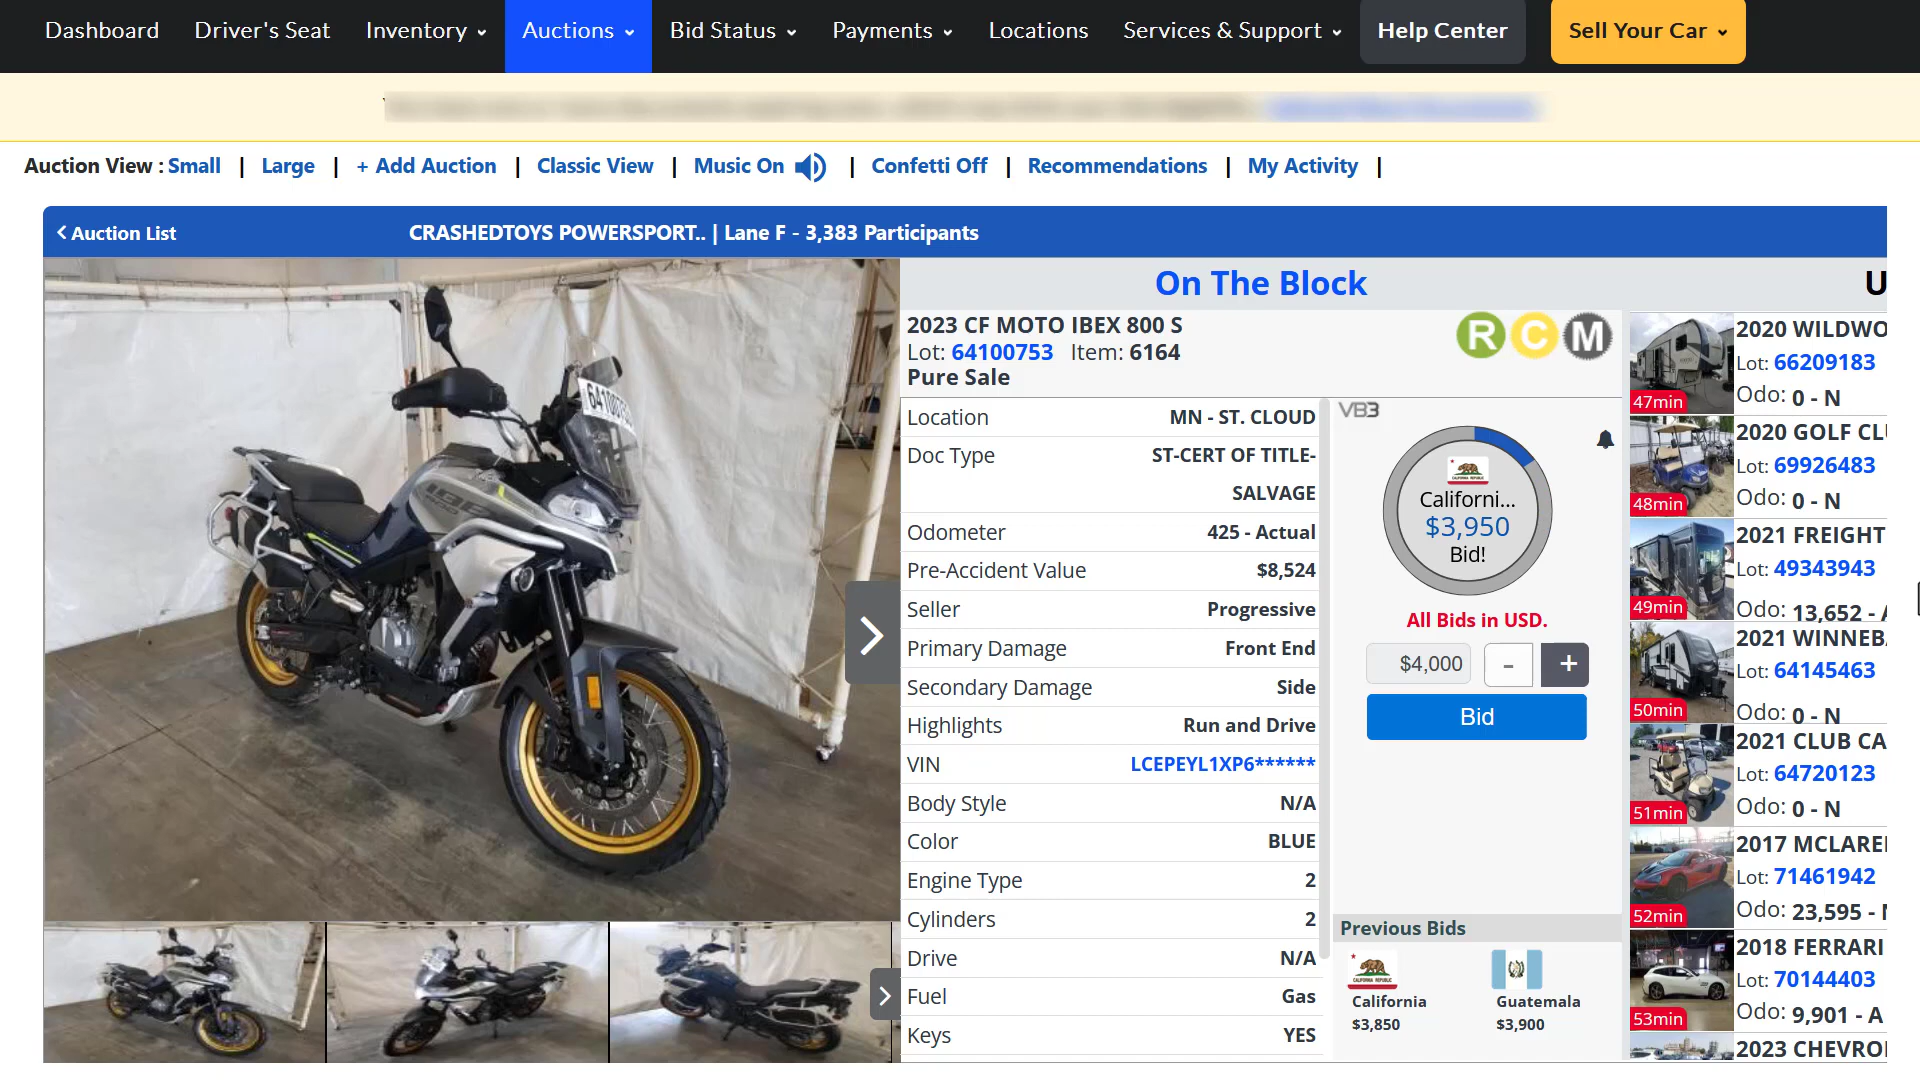 Dashboard Driver's Seat Inventory Auctions Bid Status Payments Locations Services & Support Help Center Sell Your Car
Auction View : Small | Large | + Add Auction | Classic View | Music On | Confetti Off | Recommendations | My Activity |
Auction List
CRASHEDTOYS POWERSPORT.. | Lane F - 3,383 Participants
On The Block
2023 CF MOTO IBEX 800 S
Lot: 64100753 Item: 6164
Pure Sale
R C M
Location MN - ST. CLOUD
Doc Type ST-CERT OF TITLE-
SALVAGE
Odometer 425 - Actual
Pre-Accident Value $8,524
Seller Progressive
Primary Damage Front End
Secondary Damage Side
Highlights Run and Drive
VIN LCEPEYL1XP6******
Body Style N/A
Color BLUE
Engine Type 2
Cylinders 2
Drive N/A
Fuel Gas
Keys YES
VB3
Californi...
$3,950
Bid!
All Bids in USD.
$4,000 - +
Bid
Previous Bids
California
$3,850
Guatemala
$3,900
U
2020 WILDWO
Lot: 66209183
Odo: 0 - N
47min
2020 GOLF CLU
Lot: 69926483
Odo: 0 - N
48min
2021 FREIGHT
Lot: 49343943
Odo: 13,652 - A
49min
2021 WINNEBA
Lot: 64145463
Odo: 0 - N
50min
2021 CLUB CA
Lot: 64720123
Odo: 0 - N
51min
2017 MCLAREN
Lot: 71461942
Odo: 23,595 - N
52min
2018 FERRARI
Lot: 70144403
Odo: 9,901 - A
53min
2023 CHEVROL